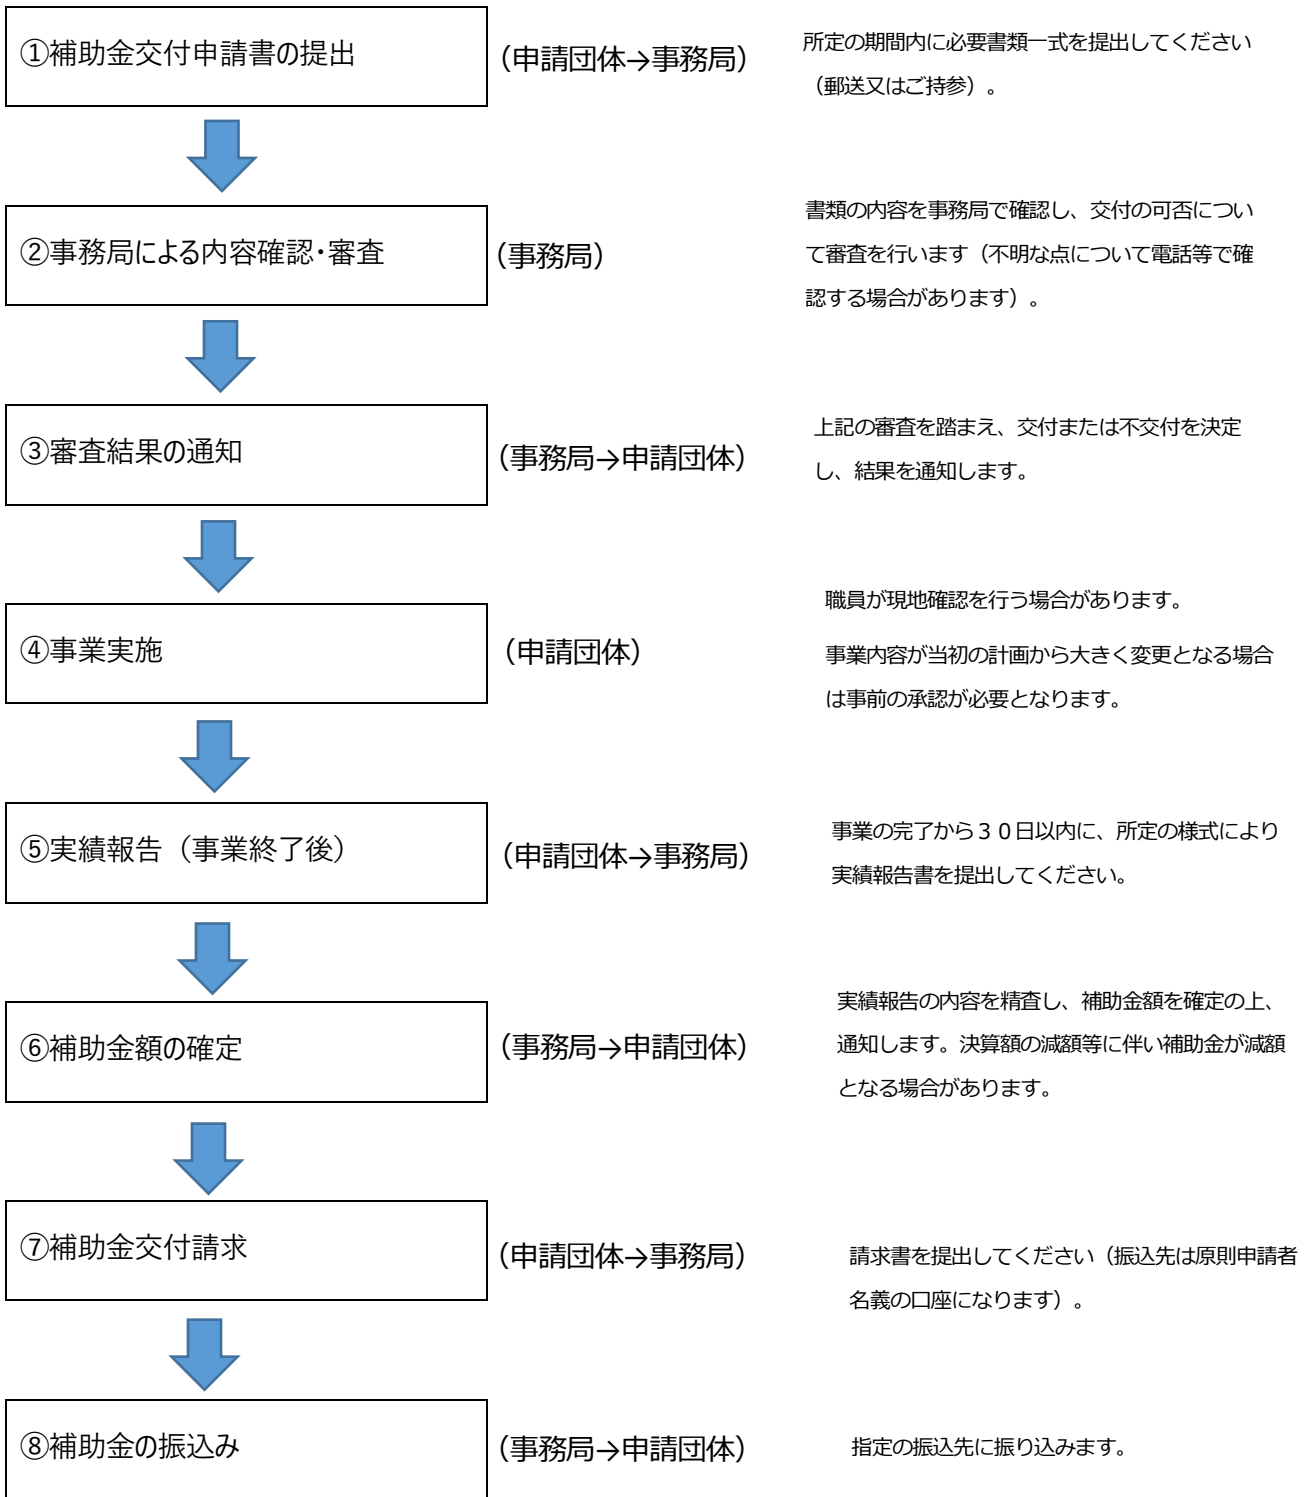 ①補助金交付申請書の提出
（申請団体→事務局）
所定の期間内に必要書類一式を提出してください
（郵送又はご持参）。
②事務局による内容確認・審査
（事務局）
書類の内容を事務局で確認し、交付の可否につい
て審査を行います（不明な点について電話等で確
認する場合があります）。
③審査結果の通知
（事務局→申請団体）
上記の審査を踏まえ、交付または不交付を決定
し、結果を通知します。
④事業実施
（申請団体）
職員が現地確認を行う場合があります。
事業内容が当初の計画から大きく変更となる場合
は事前の承認が必要となります。
⑤実績報告（事業終了後）
（申請団体→事務局）
事業の完了から３０日以内に、所定の様式により
実績報告書を提出してください。
⑥補助金額の確定
（事務局→申請団体）
実績報告の内容を精査し、補助金額を確定の上、
通知します。決算額の減額等に伴い補助金が減額
となる場合があります。
⑦補助金交付請求
（申請団体→事務局）
請求書を提出してください（振込先は原則申請者
名義の口座になります）。
⑧補助金の振込み
（事務局→申請団体）
指定の振込先に振り込みます。